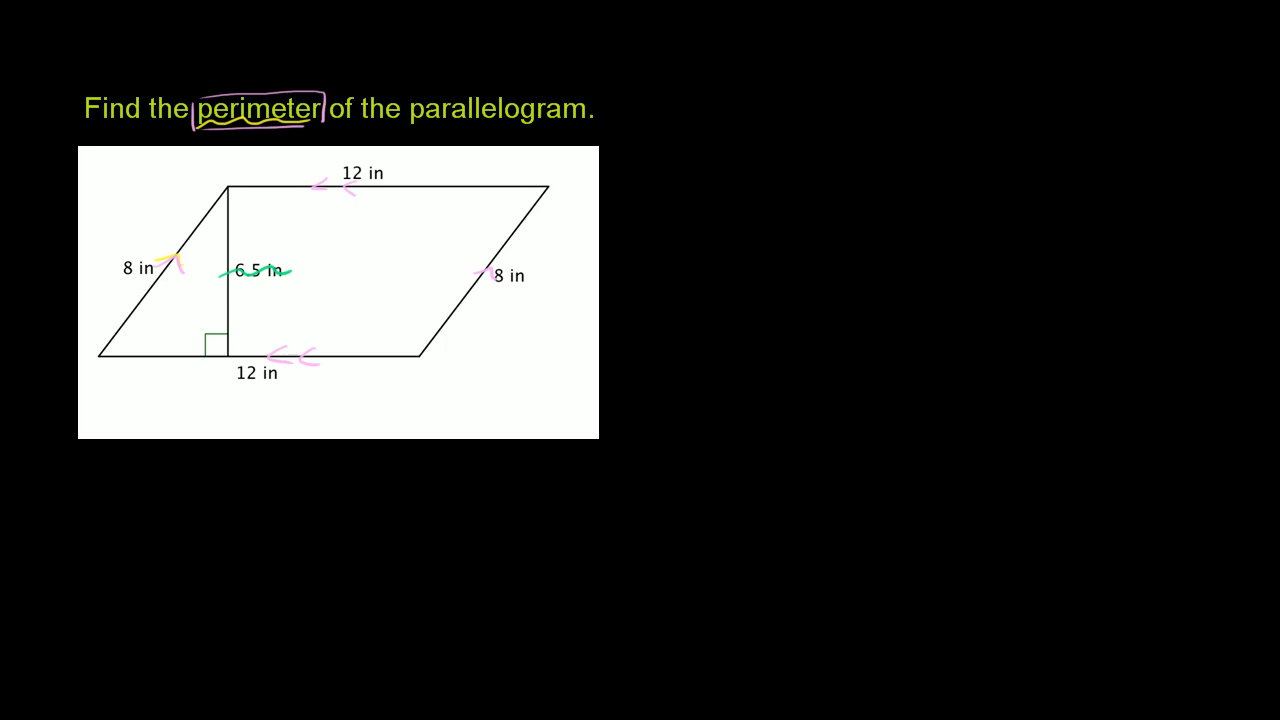 Find the perimeter of the parallelogram.
12 in
8 in
6.5 in
8 in
12 in